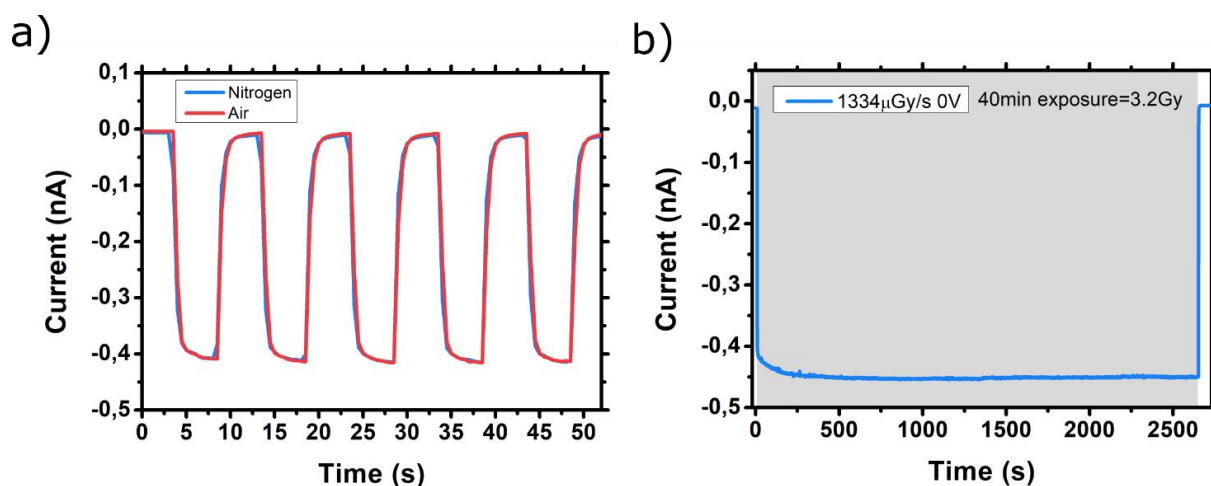 a)
Nitrogen
Air
0,1
0,0
-0,1
-0,2
-0,3
-0,4
-0,5
Current (nA)
0 5 10 15 20 25 30 35 40 45 50
Time (s)
b)
1334μGy/s 0V
40min exposure=3.2Gy
0,0
-0,1
-0,2
-0,3
-0,4
-0,5
Current (nA)
0 500 1000 1500 2000 2500
Time (s)